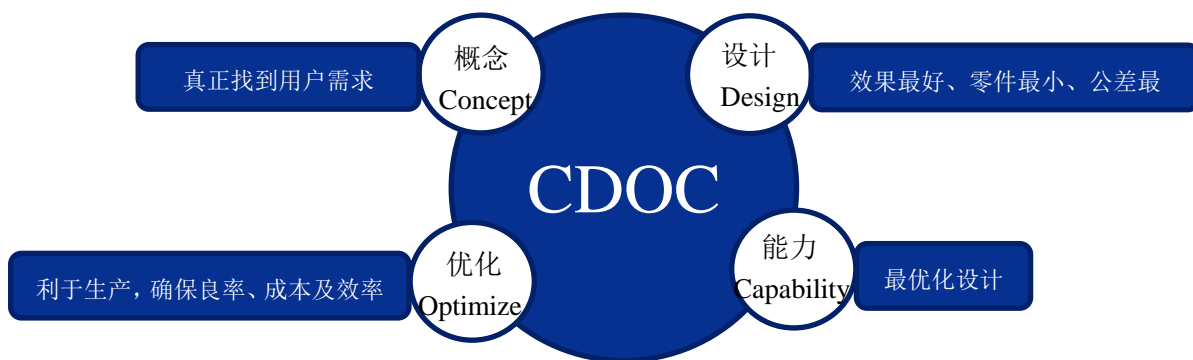 真正找到用户需求
概念
Concept
设计
Design
效果最好、零件最小、公差最
CDOC
利于生产,确保良率、成本及效率
优化
Optimize
能力
Capability
最优化设计